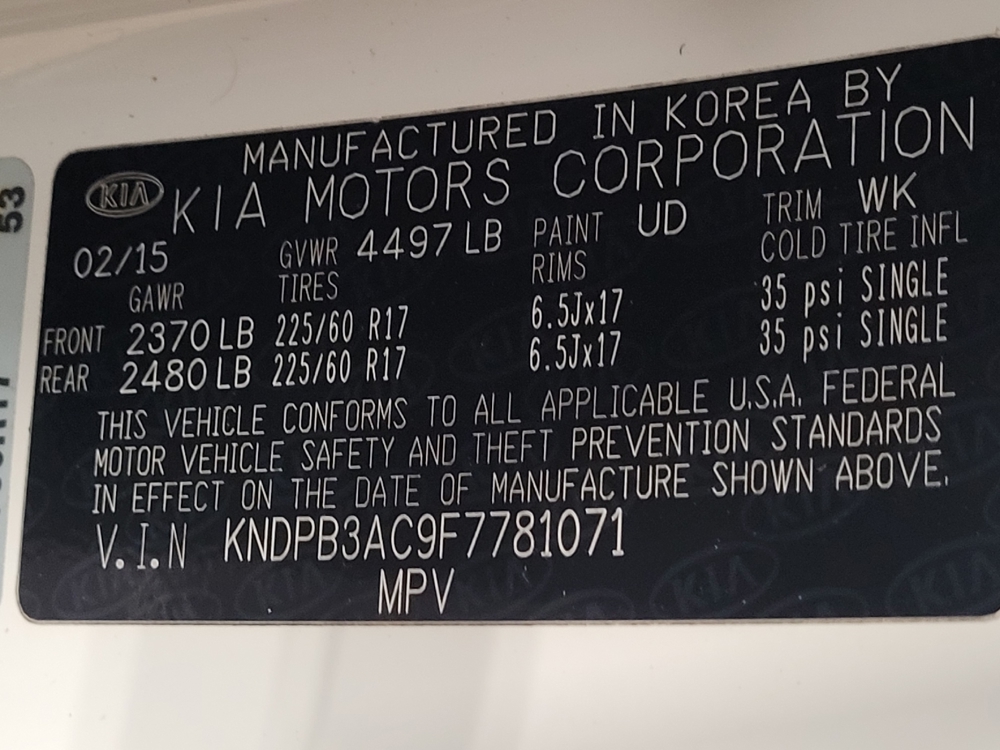 MANUFACTURED IN KOREA BY
KIA KIA MOTORS CORPORATION
02/15 GVWR 4497 LB PAINT UD TRIM WK
GAWR TIRES RIMS COLD TIRE INFL
FRONT 2370 LB 225/60 R17 6.5Jx17 35 psi SINGLE
REAR 2480 LB 225/60 R17 6.5Jx17 35 psi SINGLE
THIS VEHICLE CONFORMS TO ALL APPLICABLE U.S.A. FEDERAL
MOTOR VEHICLE SAFETY AND THEFT PREVENTION STANDARDS
IN EFFECT ON THE DATE OF MANUFACTURE SHOWN ABOVE.
V.I.N KNDPB3AC9F7781071
MPV
53